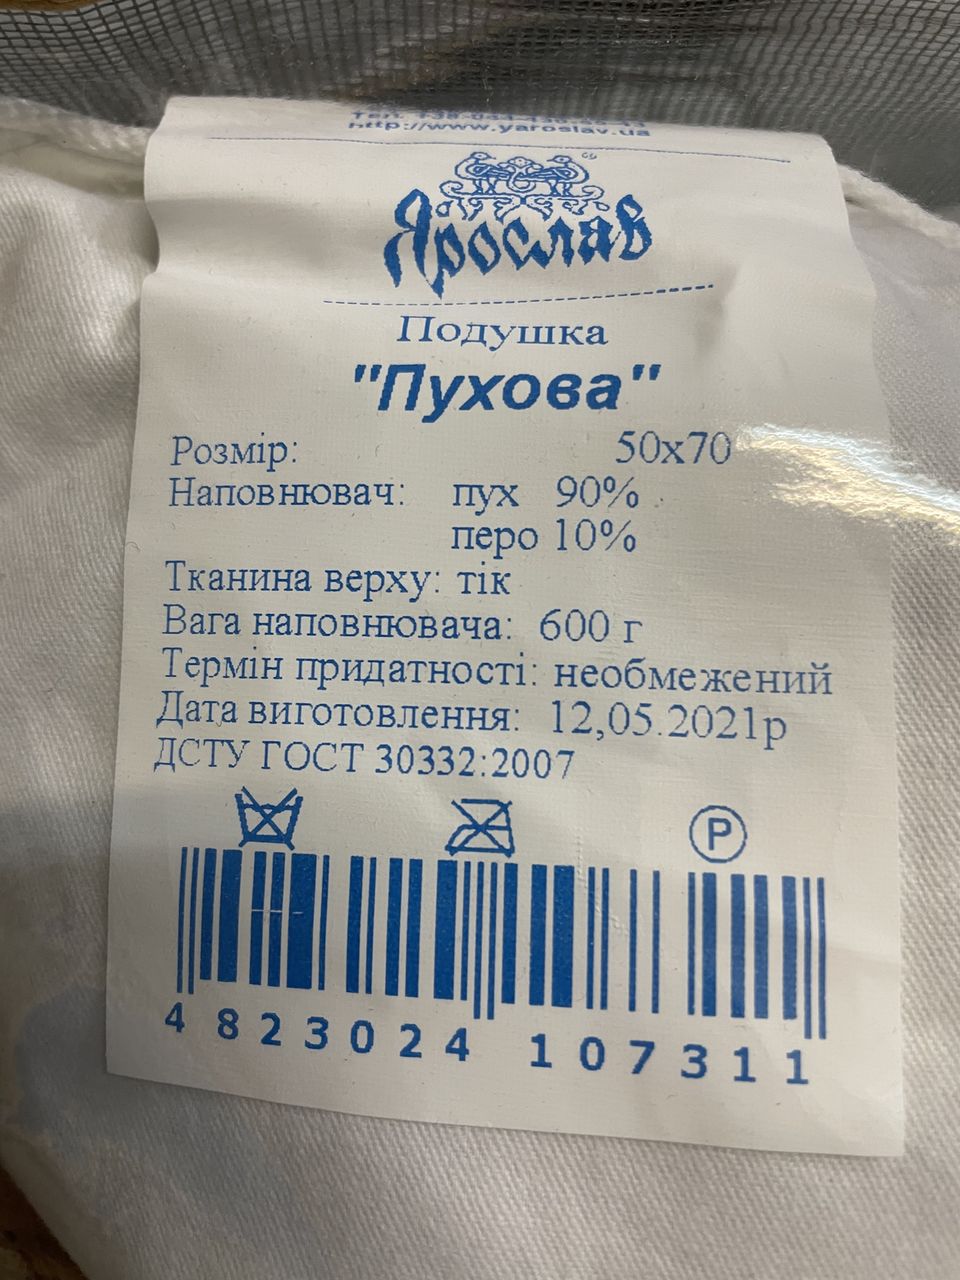 http://www.yaroslav.ua
Ярослав
Подушка
"Пухова"
Розмір: 50х70
Наповнювач: пух 90%
перо 10%
Тканина верху: тік
Вага наповнювача: 600 г
Термін придатності: необмежений
Дата виготовлення: 12,05.2021р
ДСТУ ГОСТ 30332:2007
P
4 823024 107311